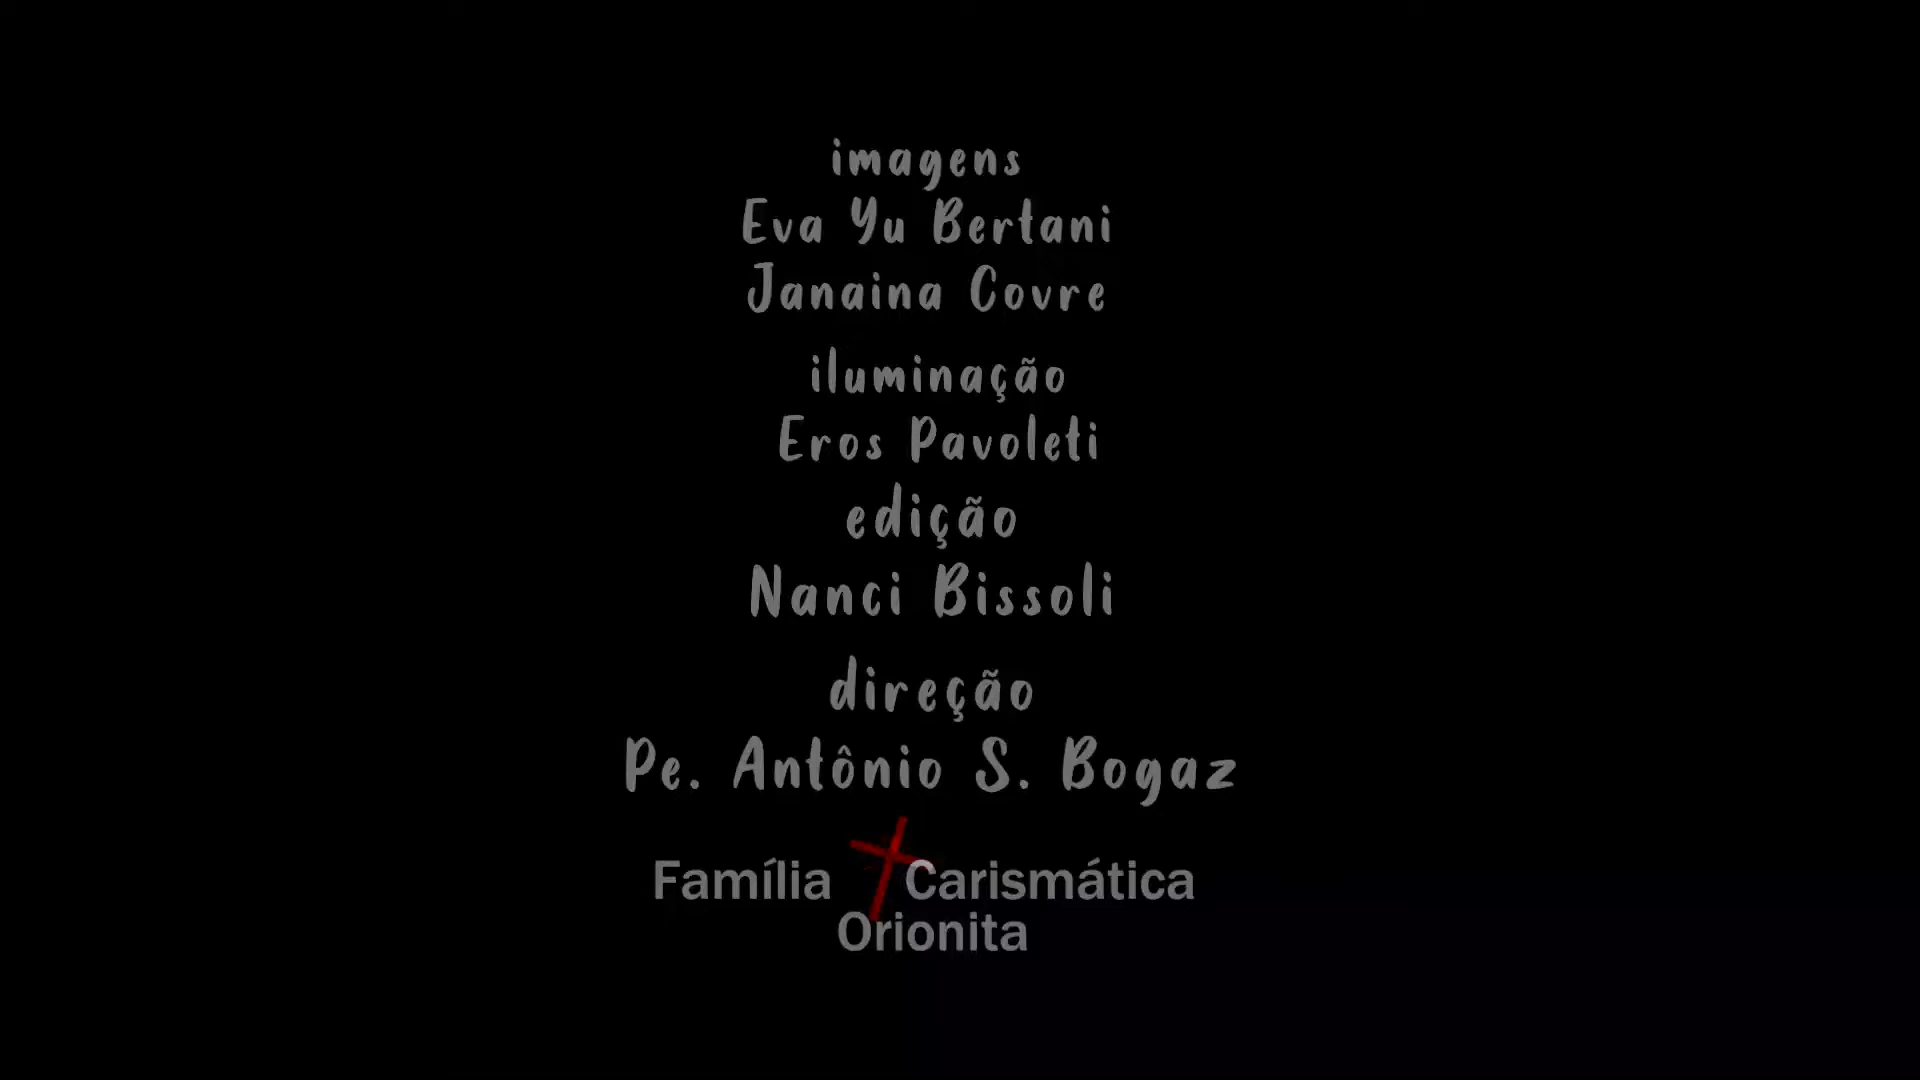 imagens
Eva Yu Bertani
Janaina Covre
iluminação
Eros Pavoleti
edição
Nanci Bissoli
direção
Pe. Antônio S. Bogaz
Família Carismática
Orionita